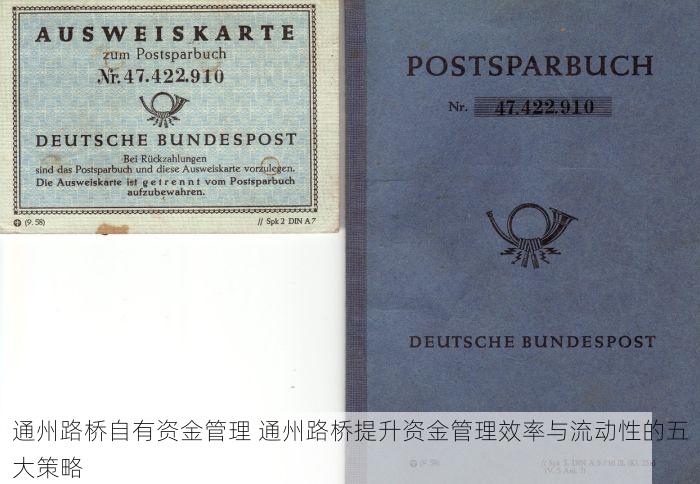 AUSWEISKARTE
zum Postsparbuch
Nr. 47.422.910
DEUTSCHE BUNDESPOST
Bei Rückzahlungen
sind das Postsparbuch und diese Ausweiskarte vorzulegen.
Die Ausweiskarte ist getrennt vom Postsparbuch
aufzubewahren.
(9. 58)
// Spk 2 DIN A 7
POSTSPARBUCH
Nr. 47.422.910
DEUTSCHE BUNDESPOST
通州路桥自有资金管理 通州路桥提升资金管理效率与流动性的五
大策略